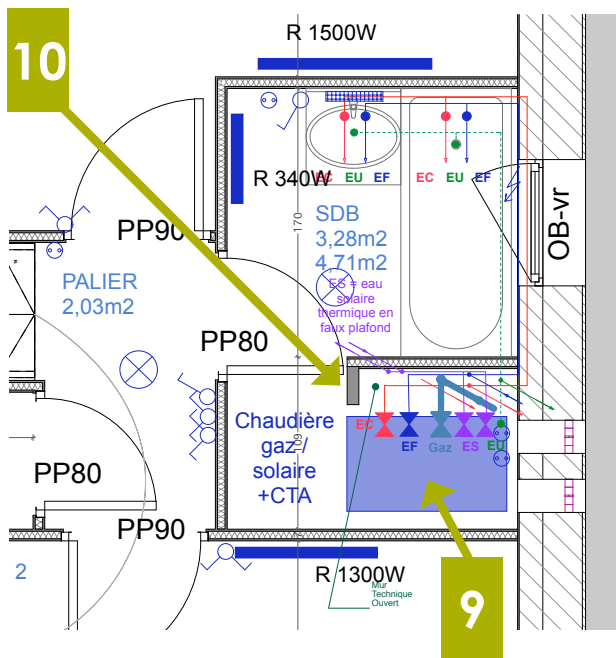 10
R 1500W
EC EU EF
EC EU EF
R 340W
170
SDB
3,28m2
4,71m2
ES = eau
solaire
thermique en
faux plafond
OB-vr
PP90
PALIER
2,03m2
PP80
EC
EF
Gaz
ES
EU
Chaudière
gaz /
solaire
+CTA
109
PP80
PP90
2
R 1300W
Mur
Technique
Ouvert
9